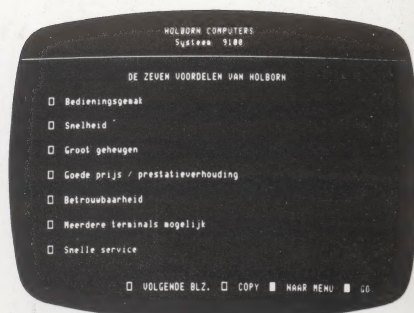 HOLBORN COMPUTERS
Systeem 9100
DE ZEVEN VOORDELEN VAN HOLBORN
Bedieningsgemak
Snelheid
Groot geheugen
Goede prijs / prestatieverhouding
Betrouwbaarheid
Meerdere terminals mogelijk
Snelle service
VOLGENDE BLZ. COPY NAAR MENU GO